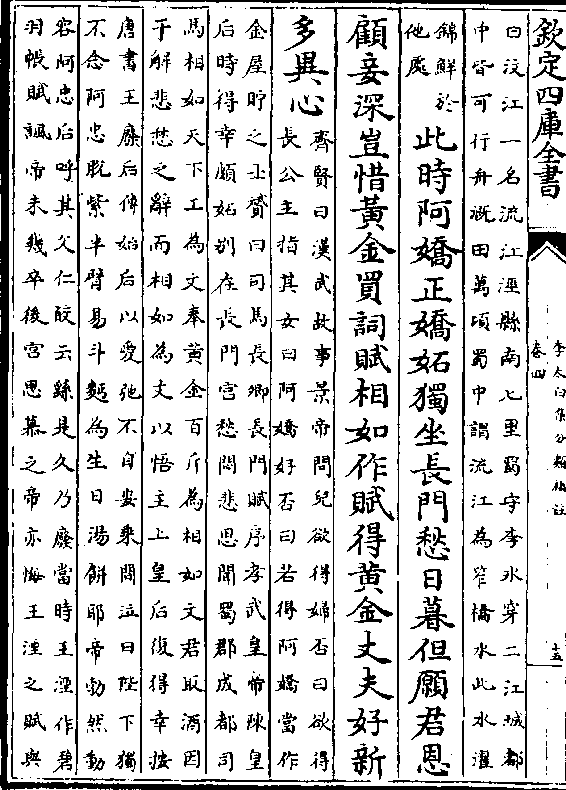 欽定四庫全書
李太白集分類補註
卷四
十五
曰汶江一名流江逕縣南七里蜀守李氷穿二江城都
中皆可行舟溉田萬頃蜀中謂流江為笮橋水此水濯
錦鮮於
他處
此時阿嬌正嬌妬獨坐長門愁日暮但願君恩
顧妾深豈惜黄金買詞賦相如作賦得黄金丈夫好新
多異心
齊賢曰漢武故事景帝問兒欲得婦否曰欲得
長公主指其女曰阿嬌好否曰若得阿嬌當作
金屋貯之士贇曰司馬長卿長門賦序孝武皇帝陳皇
后時得幸頗妬别在長門宫愁悶悲思聞蜀郡成都司
馬相如天下工為文奉黄金百斤為相如文君取酒因
于解悲愁之辭而相如為文以悟主上皇后復得幸按
唐書王廢后傳始后以愛弛不自安乘間泣曰陛下獨
不念阿忠脱紫半臂易斗麫為生日湯餅耶帝勃然動
容阿忠后呼其父仁皎云繇是久乃廢當時王湮作碧
羽帳賦諷帝未幾卒後宫思慕之帝亦悔王湮之賦與